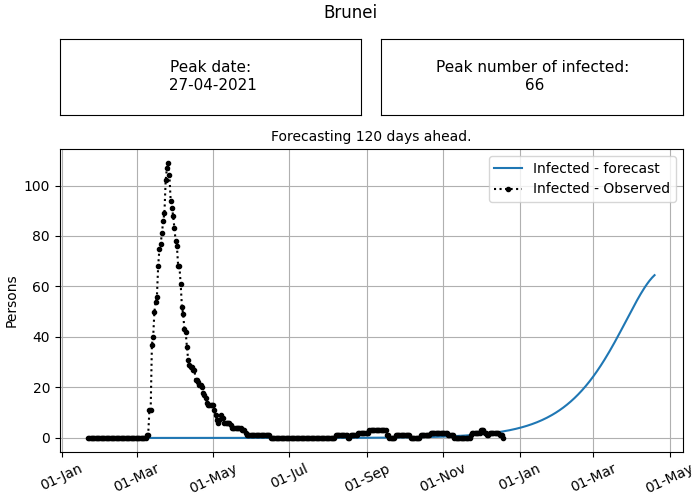 Brunei
Peak date:
27-04-2021
Peak number of infected:
66
Forecasting 120 days ahead.
Infected - forecast
Infected - Observed
Persons
100
80
60
40
20
0
01-Jan
01-Mar
01-May
01-Jul
01-Sep
01-Nov
01-Jan
01-Mar
01-May